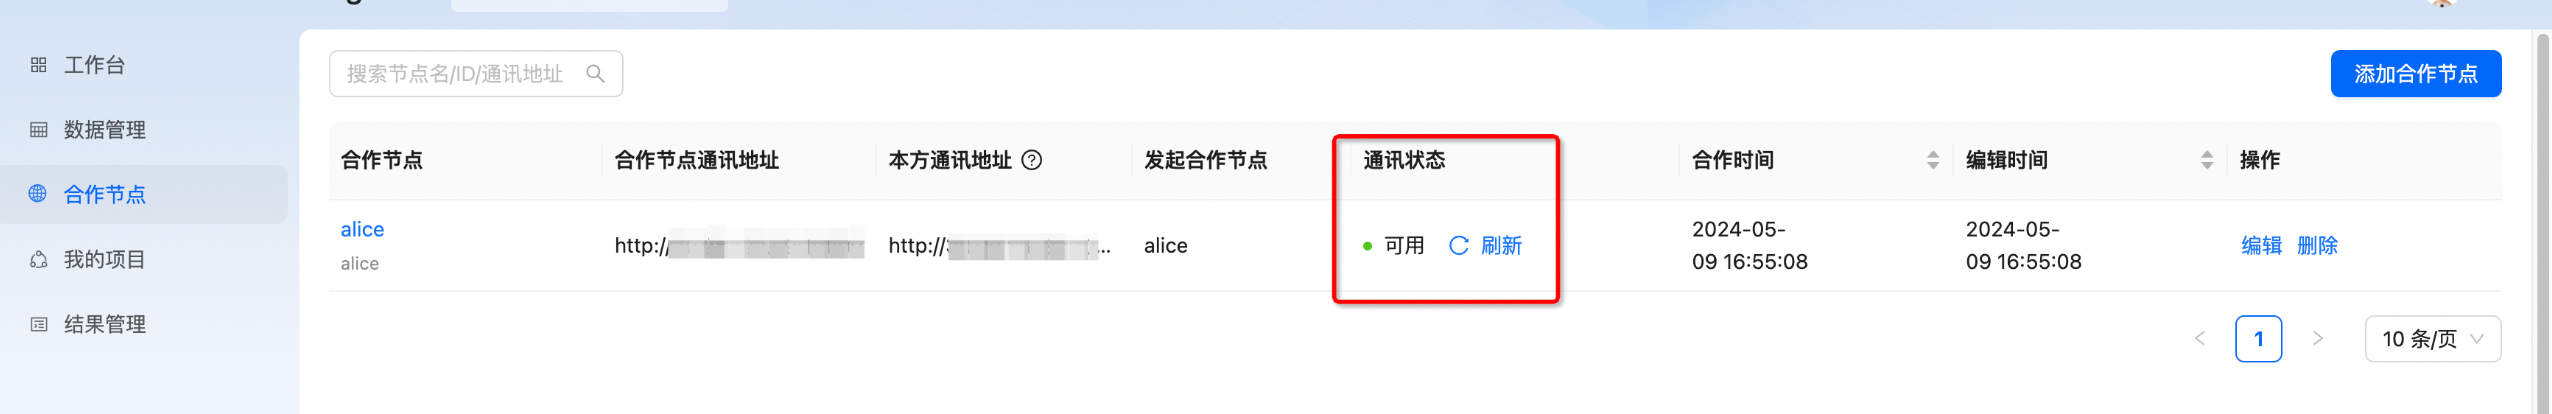 工作台
数据管理
合作节点
我的项目
结果管理
搜索节点名/ID/通讯地址
添加合作节点
合作节点 合作节点通讯地址 本方通讯地址 发起合作节点 通讯状态 合作时间 编辑时间 操作
alice
alice
http:/
http://
...
alice
可用 刷新
2024-05-
09 16:55:08
2024-05-
09 16:55:08
编辑 删除
1
10 条/页